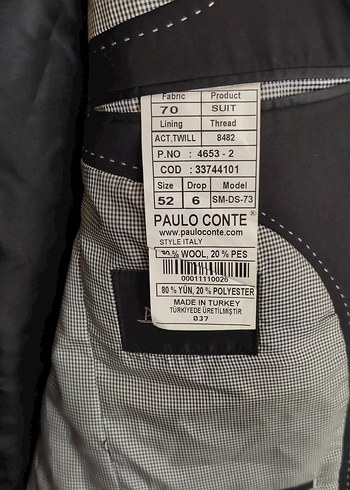 Fabric Product
70 SUIT
Lining Thread
ACT.TWILL 8482
P.NO : 4653 - 2
COD : 33744101
Size Drop Model
52 6 SM-DS-73
PAULO CONTE®
www.pauloconte.com
STYLE ITALY
% WOOL, 20 % PES
00011110026
80 % YÜN, 20 % POLYESTER
MADE IN TURKEY
TÜRKİYEDE ÜRETİLMİŞTİR
037